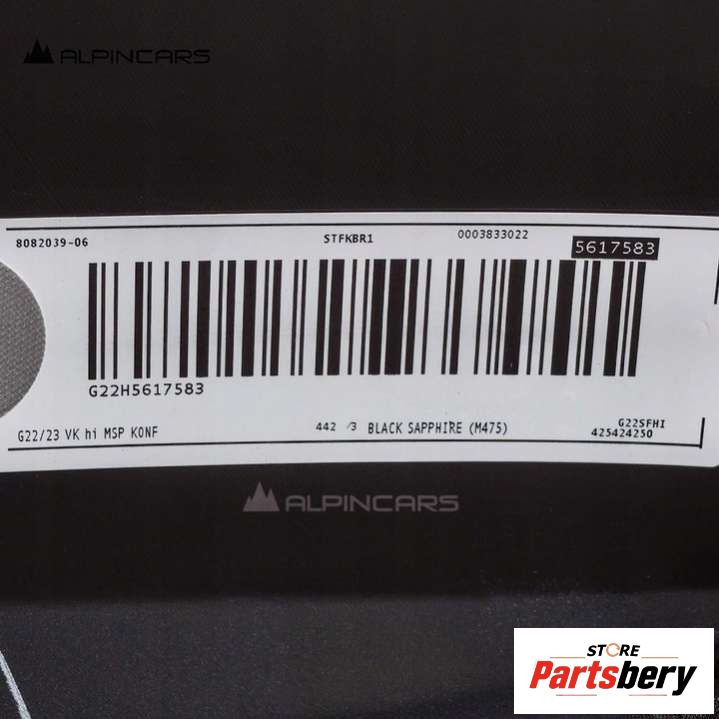 ALPINCARS
8082039-06 STFKBR1 0003833022 5617583
G22H5617583
G22/23 VK hi MSP KONF 442 /3 BLACK SAPPHIRE (M475) G22SFHI
425424250
ALPINCARS
STORE
Partsbery